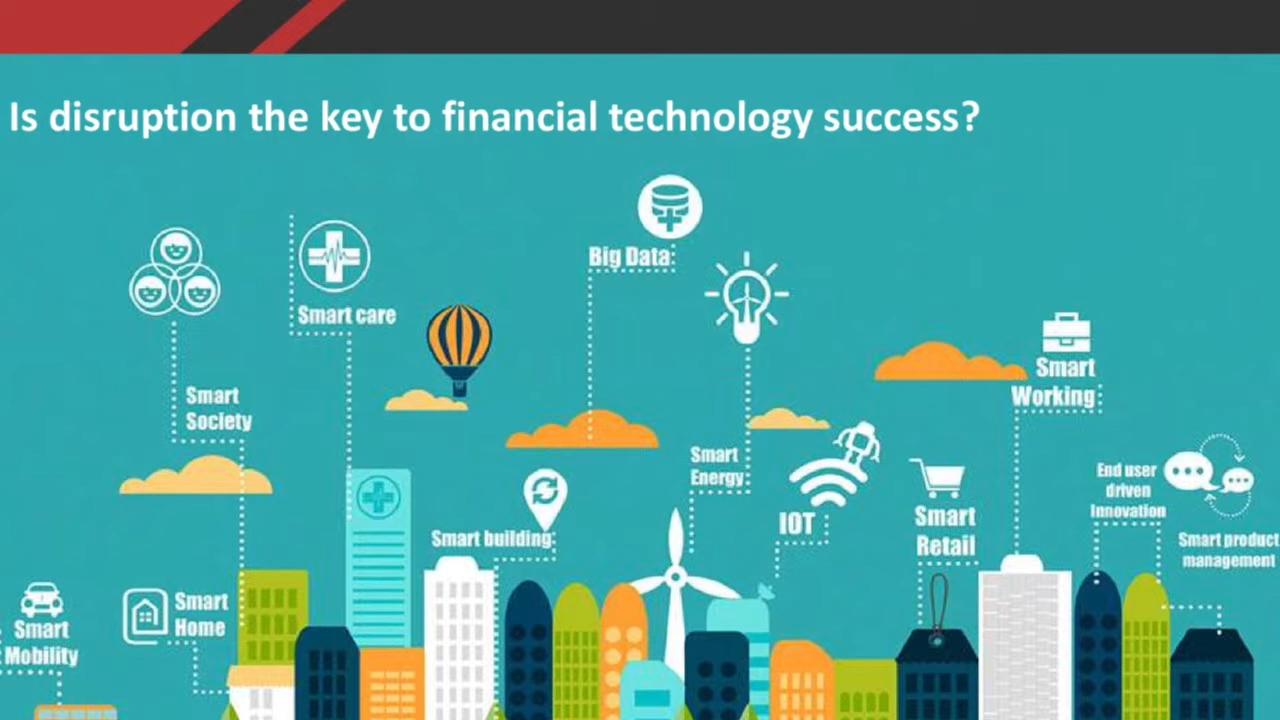 Is disruption the key to financial technology success?
Big Data
Smart care
Smart
Working
Smart
Society
Smart
Energy
End user
driven
Innovation
IOT
Smart
Retail
Smart building
Smart product
management
Smart
Home
Smart
Mobility